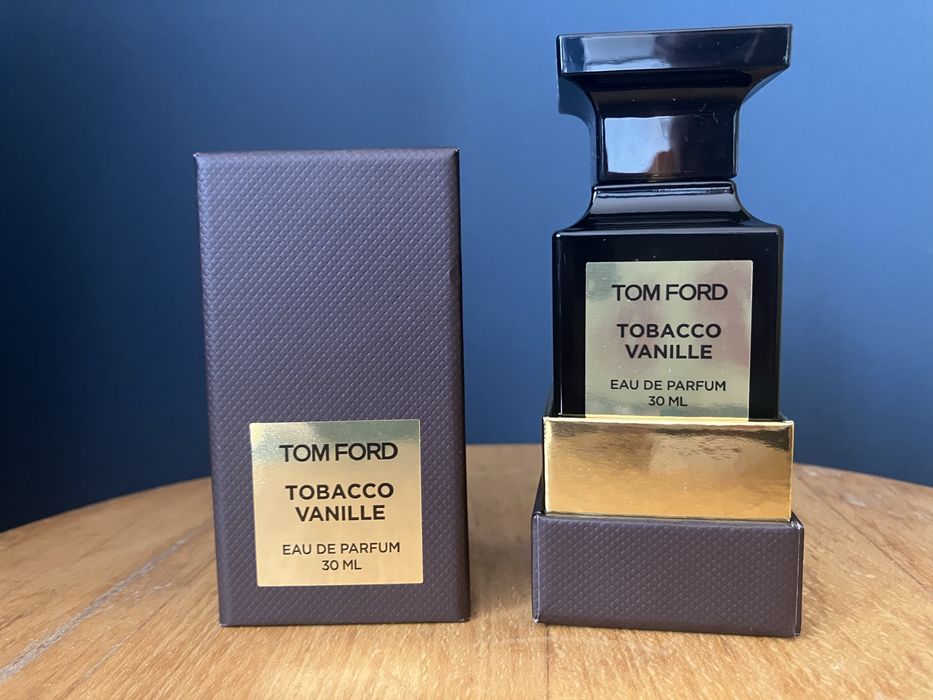 TOM FORD
TOBACCO
VANILLE
EAU DE PARFUM
30 ML
TOM FORD
TOBACCO
VANILLE
EAU DE PARFUM
30 ML